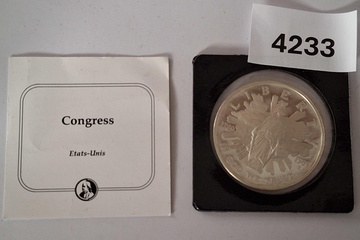 4233
Congress
Etats-Unis
LIBERTY